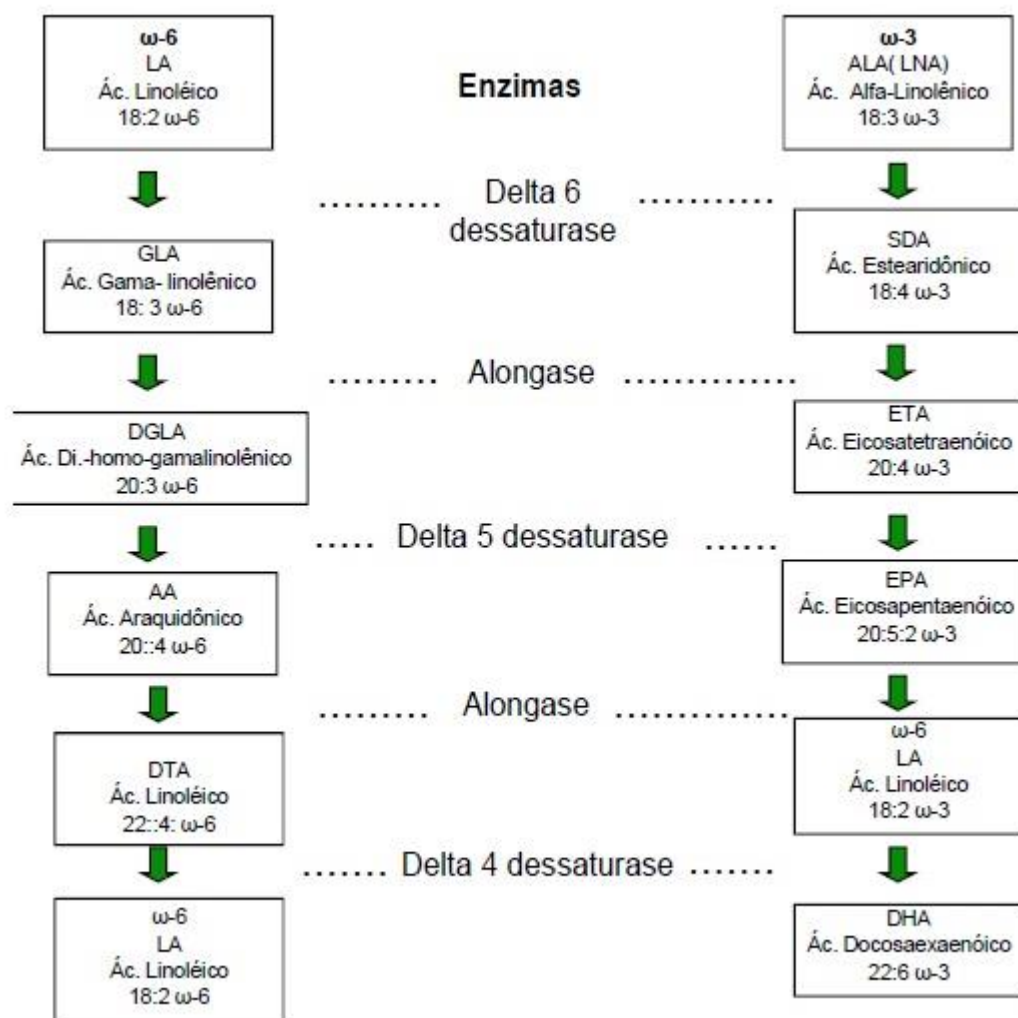 ω-6
LA
Ác. Linoléico
18:2 ω-6
Enzimas
ω-3
ALA( LNA)
Ác. Alfa-Linolênico
18:3 ω-3
.......... Delta 6 ..........
dessaturase
GLA
Ác. Gama- linolênico
18: 3 ω-6
SDA
Ác. Estearidônico
18:4 ω-3
......... Alongase .............
DGLA
Ác. Di.-homo-gamalinolênico
20:3 ω-6
ETA
Ác. Eicosatetraenóico
20:4 ω-3
..... Delta 5 dessaturase ......
AA
Ác. Araquidônico
20::4 ω-6
EPA
Ác. Eicosapentaenóico
20:5:2 ω-3
......... Alongase .............
DTA
Ác. Linoléico
22::4: ω-6
ω-6
LA
Ác. Linoléico
18:2 ω-3
....... Delta 4 dessaturase .......
ω-6
LA
Ác. Linoléico
18:2 ω-6
DHA
Ác. Docosaexaenóico
22:6 ω-3